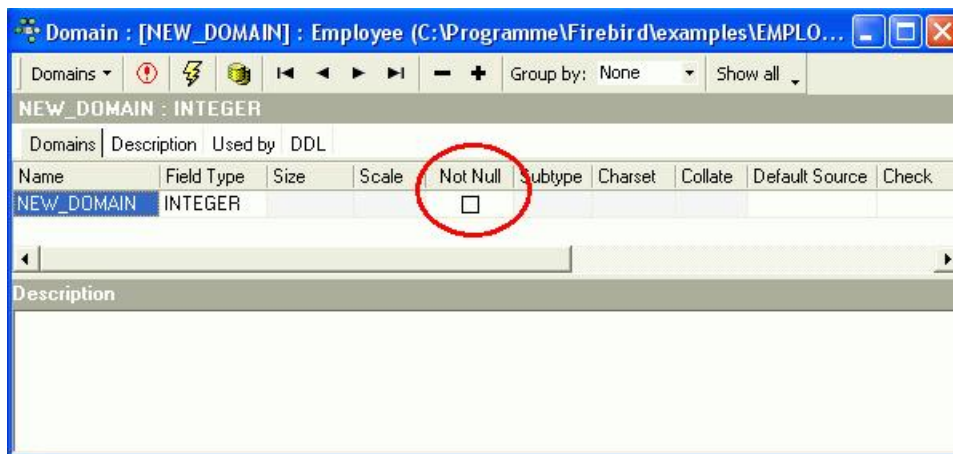 Domain : [NEW_DOMAIN] : Employee (C:\Programme\Firebird\examples\EMPLO...
Domains Group by: None Show all
NEW_DOMAIN : INTEGER
Domains Description Used by DDL
Name Field Type Size Scale Not Null Subtype Charset Collate Default Source Check
NEW_DOMAIN INTEGER
Description